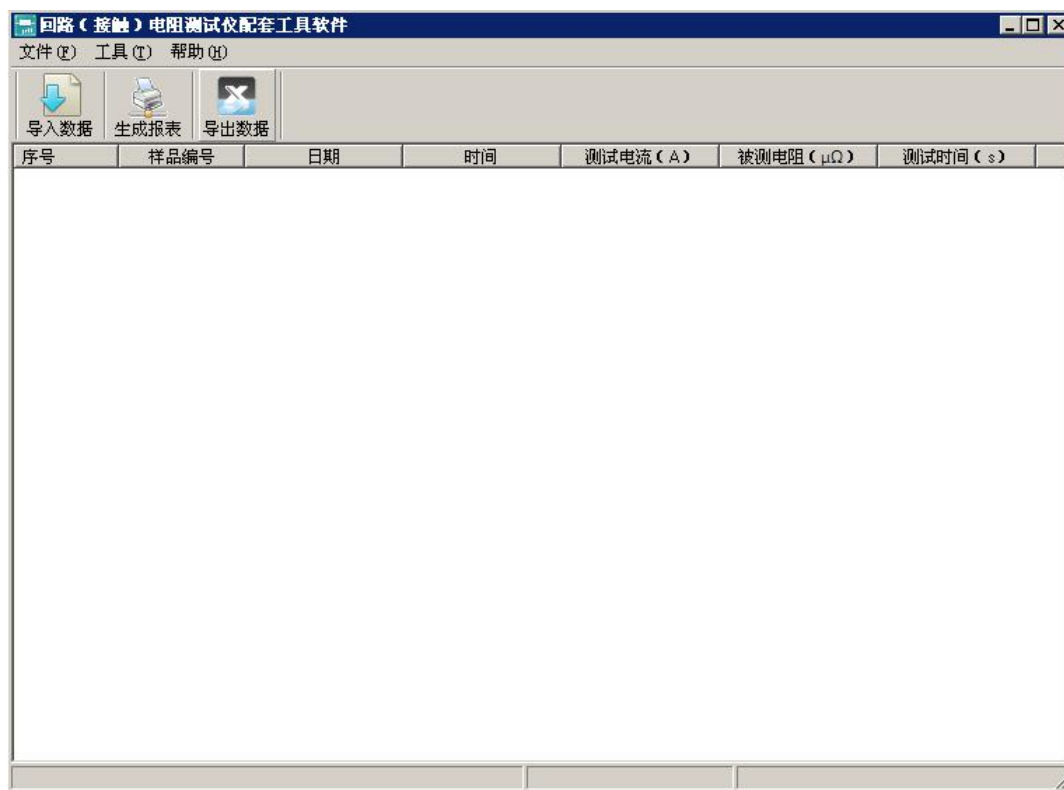 回路(接触)电阻测试仪配套工具软件
文件(F) 工具(T) 帮助(H)
导入数据 生成报表 导出数据
序号 样品编号 日期 时间 测试电流(A) 被测电阻(μΩ) 测试时间(s)